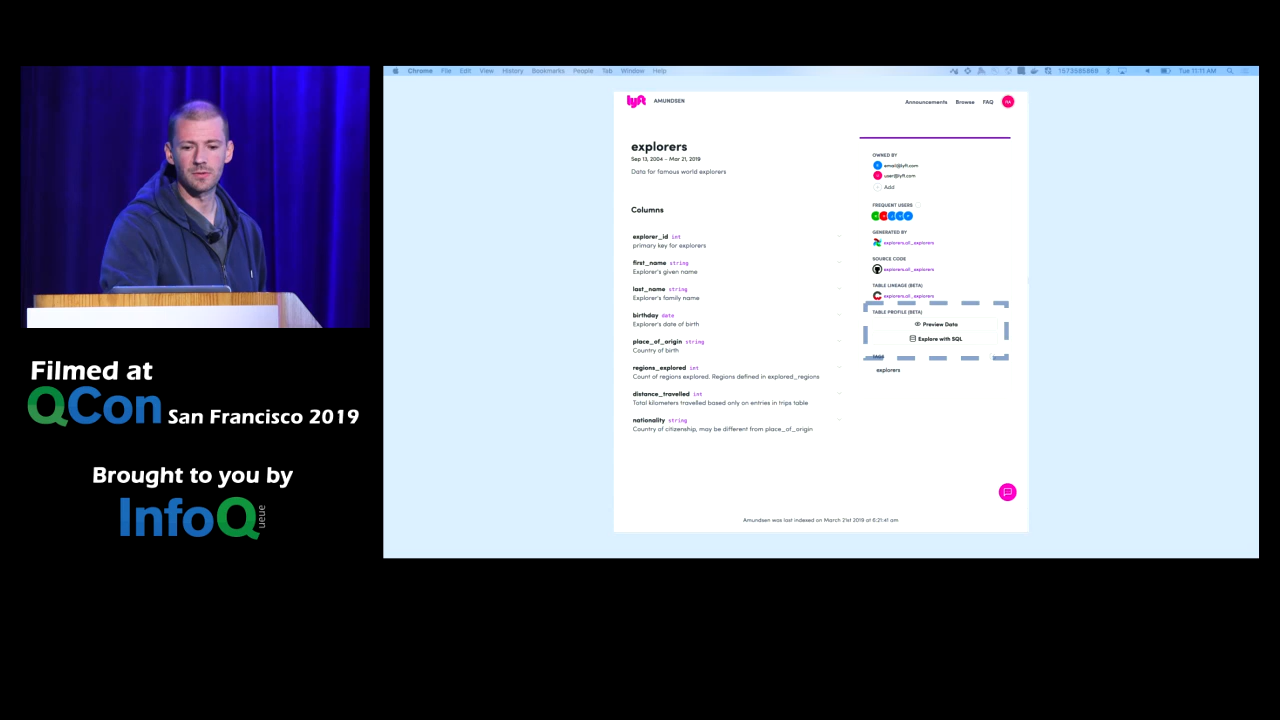 Chrome File Edit View History Bookmarks People Tab Window Help
1573585869 Tue 11:11 AM
lyft AMUNDSEN
Announcements Browse FAQ
explorers
Sep 13, 2004 – Mar 21, 2019
Data for famous world explorers
Columns
explorer_id int
primary key for explorers
first_name string
Explorer's given name
last_name string
Explorer's family name
birthday date
Explorer's date of birth
place_of_origin string
Country of birth
regions_explored int
Count of regions explored. Regions defined in explored_regions
distance_travelled int
Total kilometers travelled based only on entries in trips table
nationality string
Country of citizenship, may be different from place_of_origin
OWNED BY
email@lyft.com
user@lyft.com
Add
FREQUENT USERS
GENERATED BY
explorers.all_explorers
SOURCE CODE
explorers.all_explorers
TABLE LINEAGE (BETA)
explorers.all_explorers
TABLE PROFILE (BETA)
Preview Data
Explore with SQL
TAGS
explorers
Amundsen was last indexed on March 21st 2019 at 6:21:41 am
Filmed at
QCon San Francisco 2019
Brought to you by
InfoQ
ueue